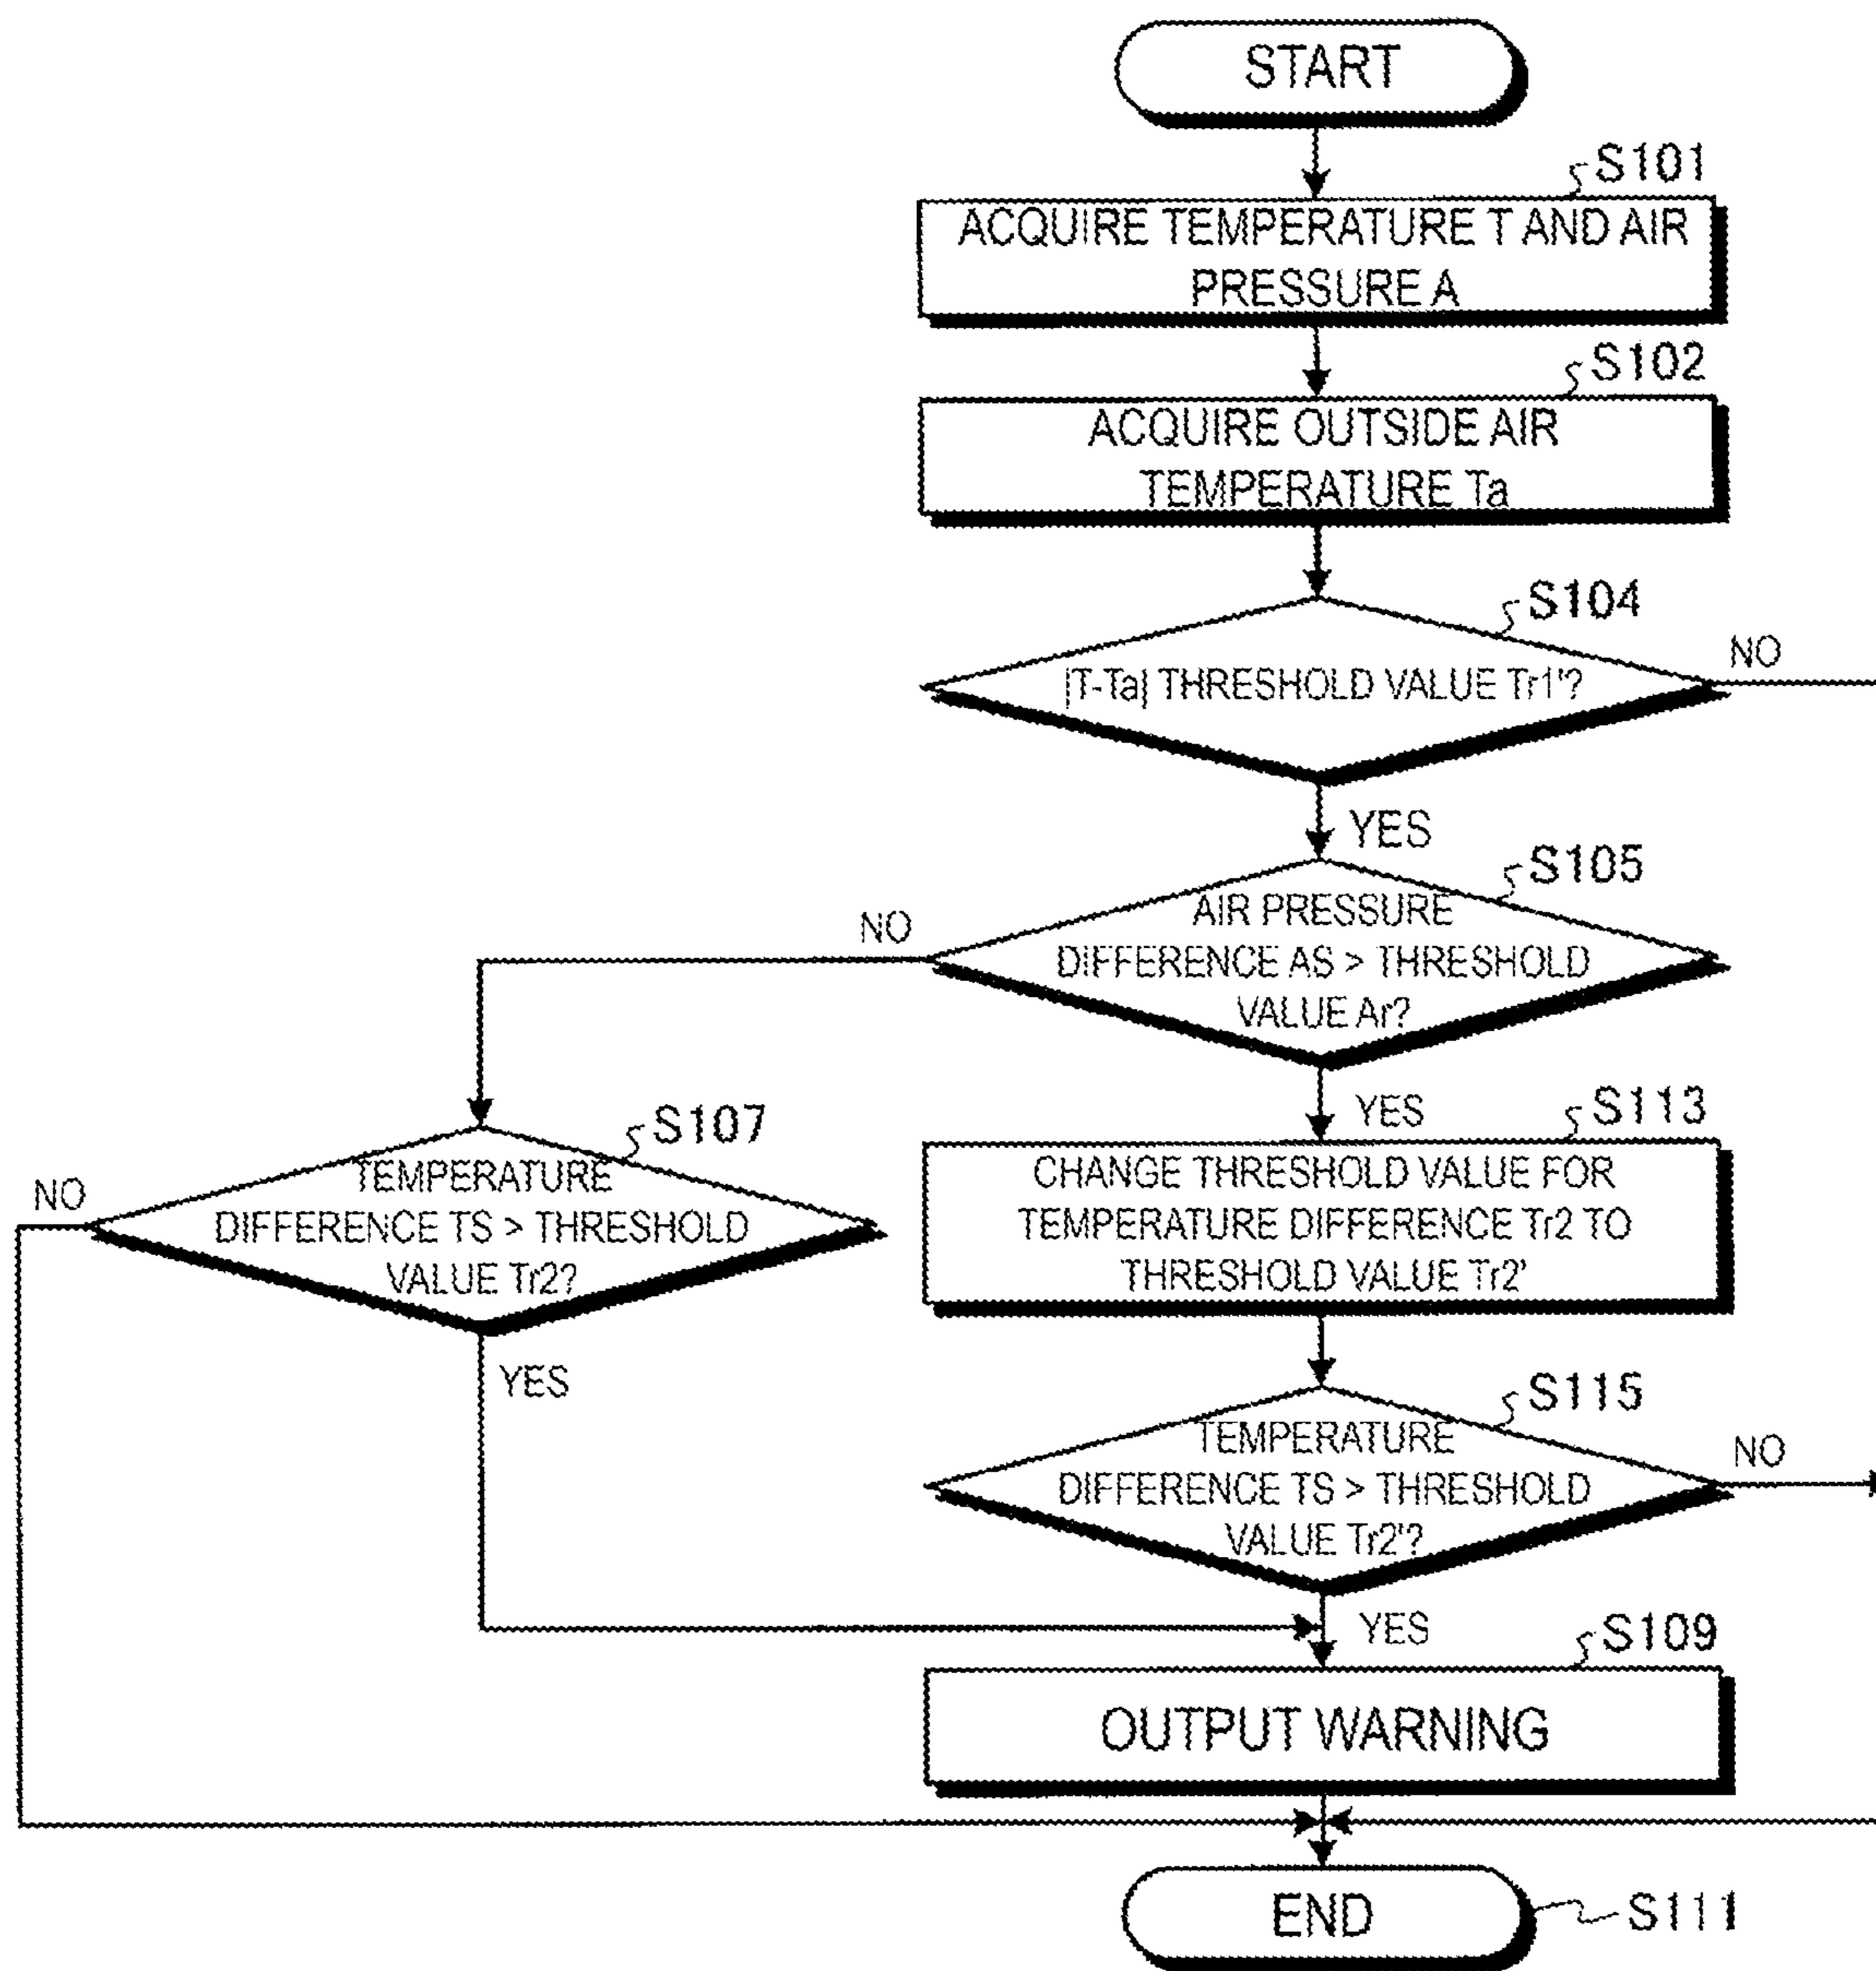 START
S101
ACQUIRE TEMPERATURE T AND AIR
PRESSURE A
S102
ACQUIRE OUTSIDE AIR
TEMPERATURE Ta
S104
|T-Ta| THRESHOLD VALUE Tr1'?
NO
YES
S105
AIR PRESSURE
DIFFERENCE AS > THRESHOLD
VALUE Ar?
NO
YES
S107
TEMPERATURE
DIFFERENCE TS > THRESHOLD
VALUE Tr2?
NO
YES
S113
CHANGE THRESHOLD VALUE FOR
TEMPERATURE DIFFERENCE Tr2 TO
THRESHOLD VALUE Tr2'
S115
TEMPERATURE
DIFFERENCE TS > THRESHOLD
VALUE Tr2'?
NO
YES
S109
OUTPUT WARNING
END
S111